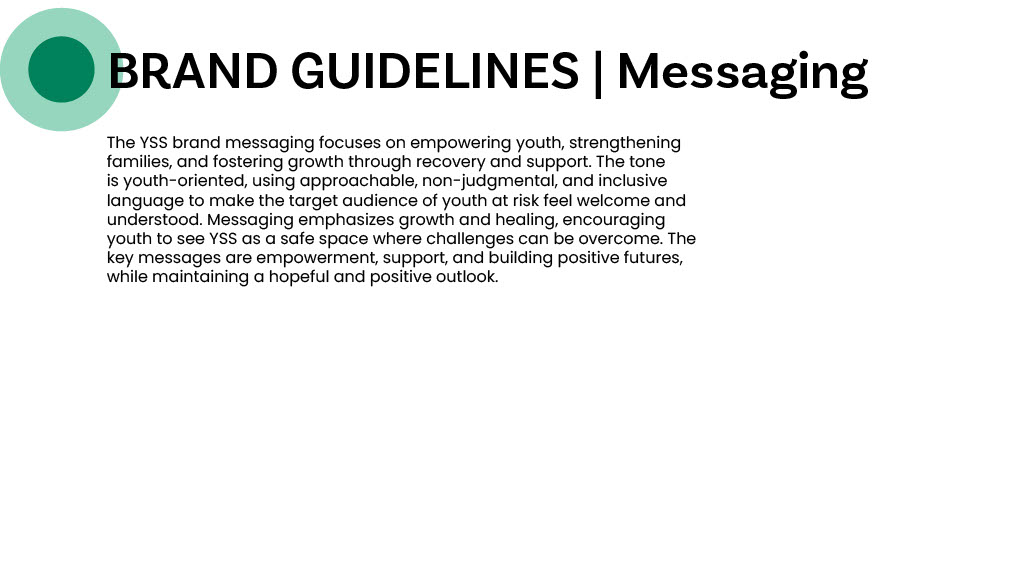 BRAND GUIDELINES | Messaging
The YSS brand messaging focuses on empowering youth, strengthening
families, and fostering growth through recovery and support. The tone
is youth-oriented, using approachable, non-judgmental, and inclusive
language to make the target audience of youth at risk feel welcome and
understood. Messaging emphasizes growth and healing, encouraging
youth to see YSS as a safe space where challenges can be overcome. The
key messages are empowerment, support, and building positive futures,
while maintaining a hopeful and positive outlook.